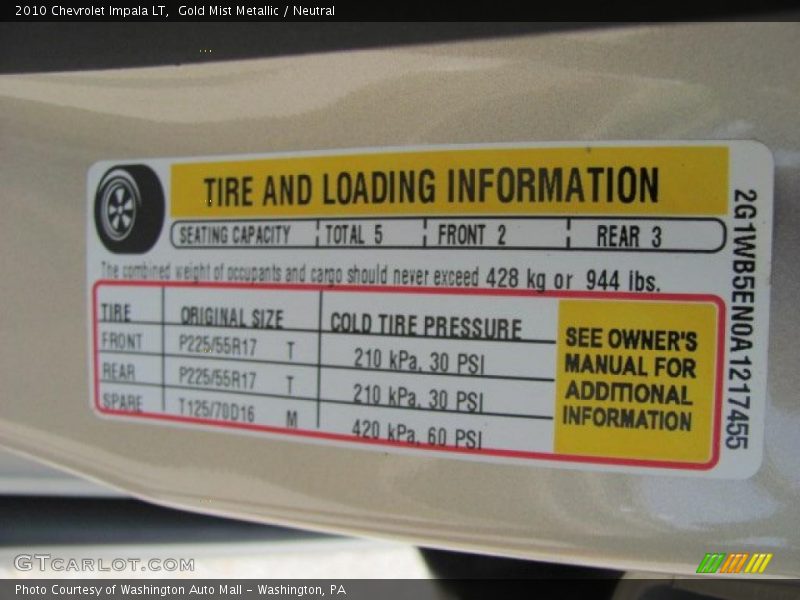 2010 Chevrolet Impala LT,  Gold Mist Metallic / Neutral
TIRE AND LOADING INFORMATION
SEATING CAPACITY TOTAL 5 FRONT 2 REAR 3
The combined weight of occupants and cargo should never exceed 428 kg or 944 lbs.
TIRE ORIGINAL SIZE COLD TIRE PRESSURE
FRONT P225/55R17 T 210 kPa, 30 PSI
REAR P225/55R17 T 210 kPa, 30 PSI
SPARE T125/70D16 M 420 kPa, 60 PSI
SEE OWNER'S
MANUAL FOR
ADDITIONAL
INFORMATION
2G1WB5EN0A1217455
GTCARLOT.COM
Photo Courtesy of Washington Auto Mall - Washington, PA